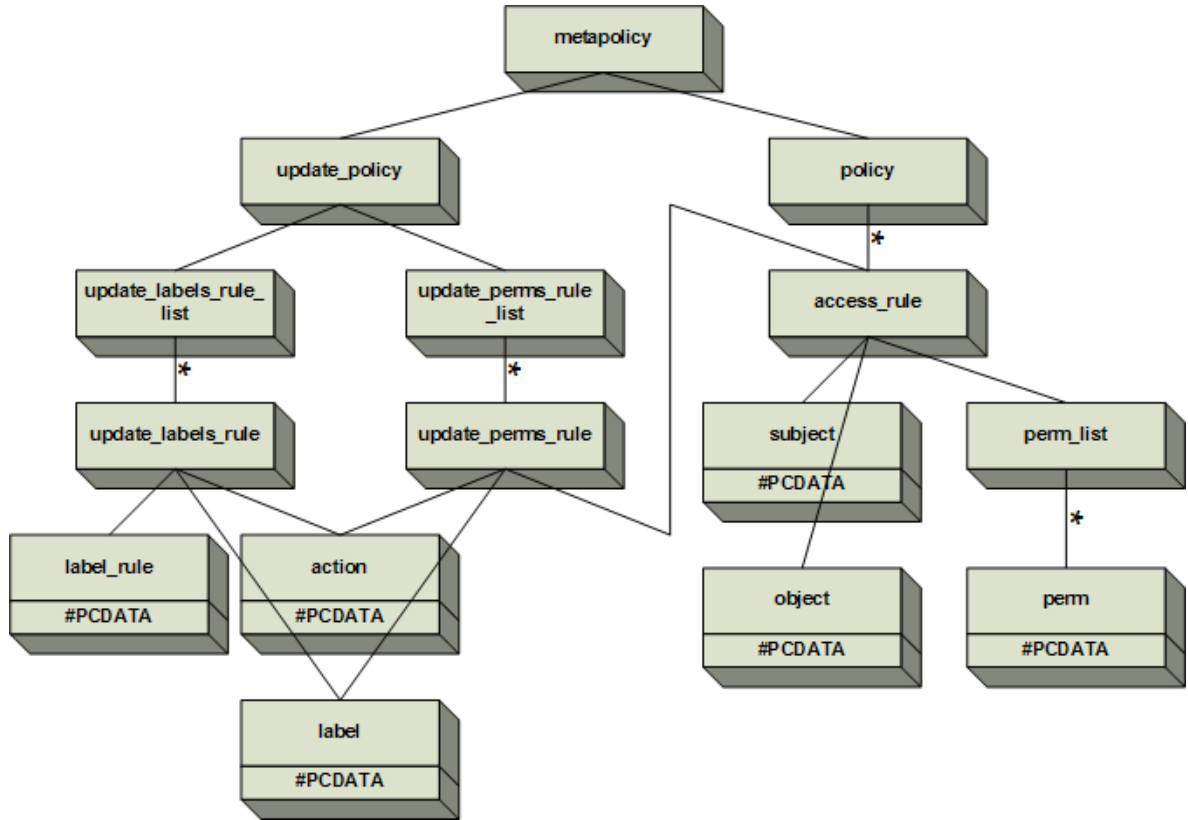 metapolicy
update_policy
policy
*
update_labels_rule_
list
update_perms_rule
_list
access_rule
*
*
update_labels_rule
update_perms_rule
subject
#PCDATA
perm_list
*
label_rule
#PCDATA
action
#PCDATA
object
#PCDATA
perm
#PCDATA
label
#PCDATA